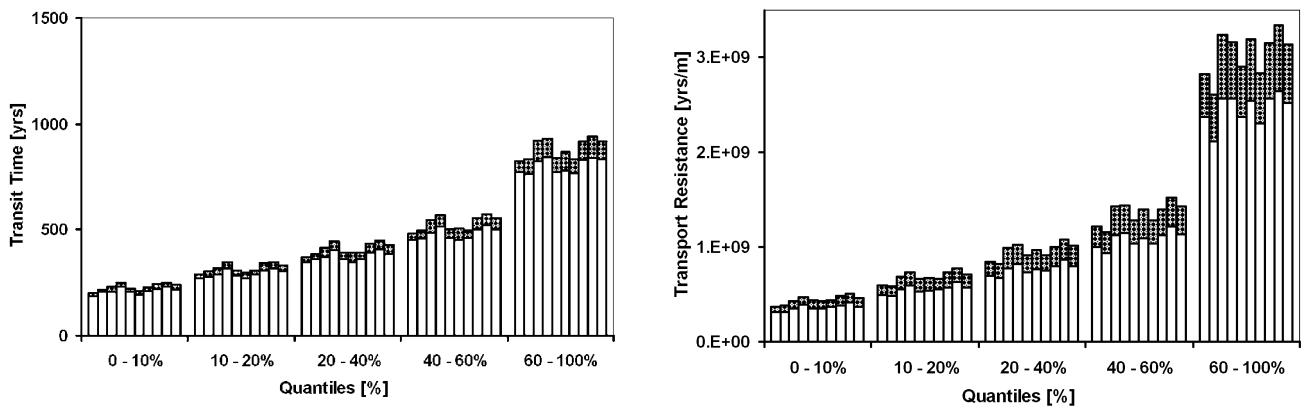 Transit Time [yrs]
1500
1000
500
0
0 - 10% 10 - 20% 20 - 40% 40 - 60% 60 - 100%
Quantiles [%]
Transport Resistance [yrs/m]
3.E+09
2.E+09
1.E+09
0.E+09
0 - 10% 10 - 20% 20 - 40% 40 - 60% 60 - 100%
Quantiles [%]